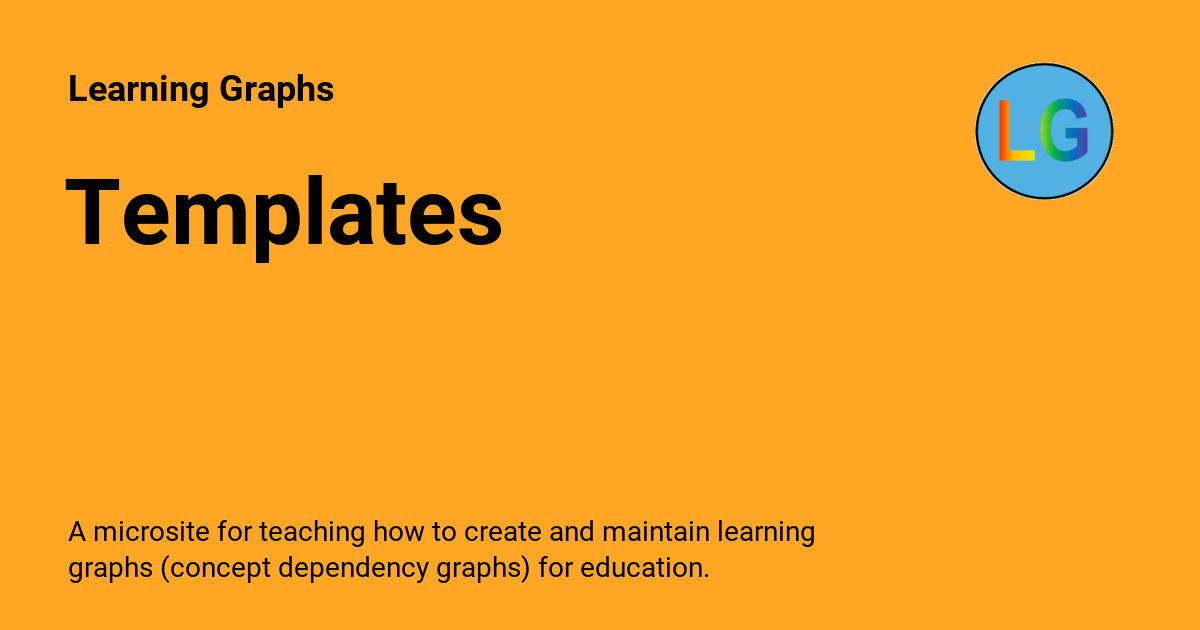 Learning Graphs
LG
Templates
A microsite for teaching how to create and maintain learning
graphs (concept dependency graphs) for education.